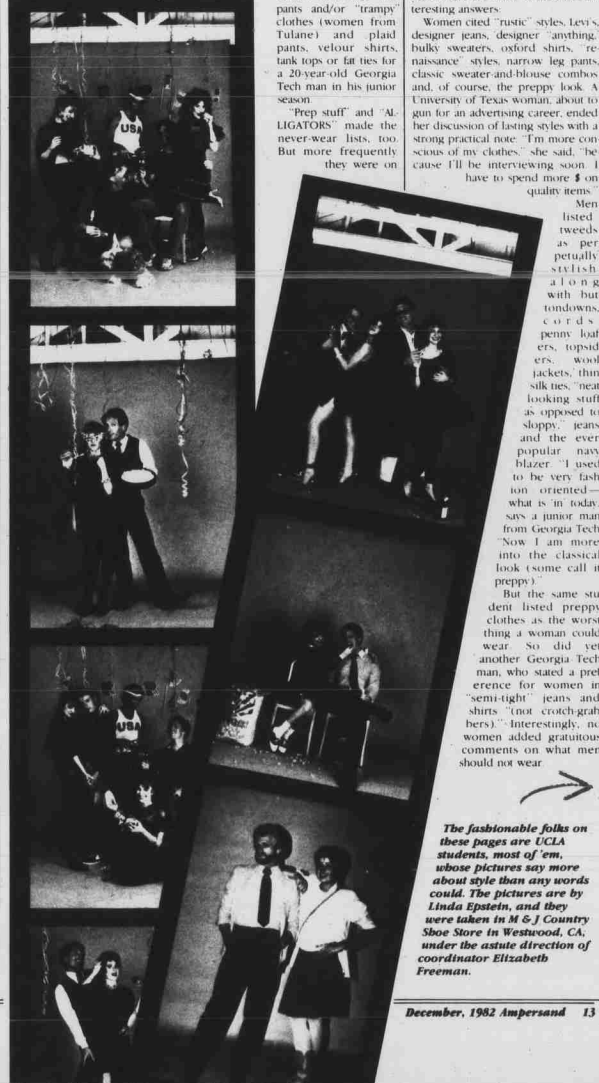 pants and/or "trampy"
clothes (women from
Tulane) and plaid
pants, velour shirts,
tank tops or fat ties for
a 20-year-old Georgia
Tech man in his junior
season.
"Prep stuff" and "AL-
LIGATORS" made the
never-wear lists, too.
But more frequently
they were on
teresting answers.
Women cited "rustic" styles, Levi's,
designer jeans, designer "anything,"
bulky sweaters, oxford shirts, "re-
naissance" styles, narrow leg pants,
classic sweater-and-blouse combos
and, of course, the preppy look. A
University of Texas woman, about to
gun for an advertising career, ended
her discussion of lasting styles with a
strong practical note: "I'm more con-
scious of my clothes," she said, "be-
cause I'll be interviewing soon. I
have to spend more $ on
quality items."
Men
listed
tweeds
as per
petually
stylish
along
with but
tondowns,
cords
penny loaf
ers, topsid
ers, wool
jackets, thin
silk ties, "neat
looking stuff
as opposed to
sloppy," jeans
and the ever
popular navy
blazer. "I used
to be very fash
ion oriented—
what is 'in' today,
says a junior man
from Georgia Tech
"Now I am more
into the classical
look (some call it
preppy)."
But the same stu
dent listed preppy
clothes as the worst
thing a woman could
wear. So did yet
another Georgia Tech
man, who stated a pref
erence for women in
"semi-tight" jeans and
shirts "(not crotch-grab
bers)." Interestingly, no
women added gratuitous
comments on what men
should not wear.
USA
USA
The fashionable folks on
these pages are UCLA
students, most of 'em,
whose pictures say more
about style than any words
could. The pictures are by
Linda Epstein, and they
were taken in M & J Country
Shoe Store in Westwood, CA,
under the astute direction of
coordinator Elizabeth
Freeman.
December, 1982 Ampersand 13